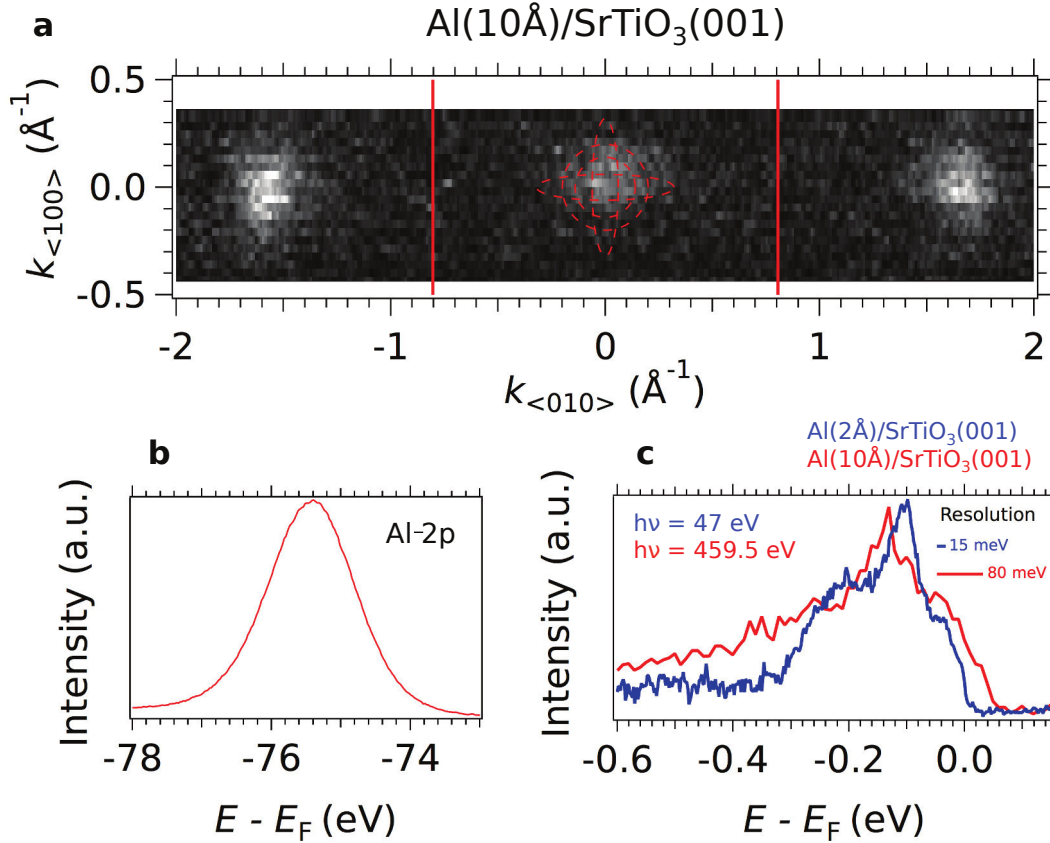 a
Al(10Å)/SrTiO₃(001)
k<100> (Å⁻¹)
0.5
0.0
-0.5
-2
-1
0
1
2
k<010> (Å⁻¹)
b
Intensity (a.u.)
Al-2p
-78
-76
-74
E - E_F (eV)
c
Al(2Å)/SrTiO₃(001)
Al(10Å)/SrTiO₃(001)
Intensity (a.u.)
hν = 47 eV
hν = 459.5 eV
Resolution
15 meV
80 meV
-0.6
-0.4
-0.2
0.0
E - E_F (eV)